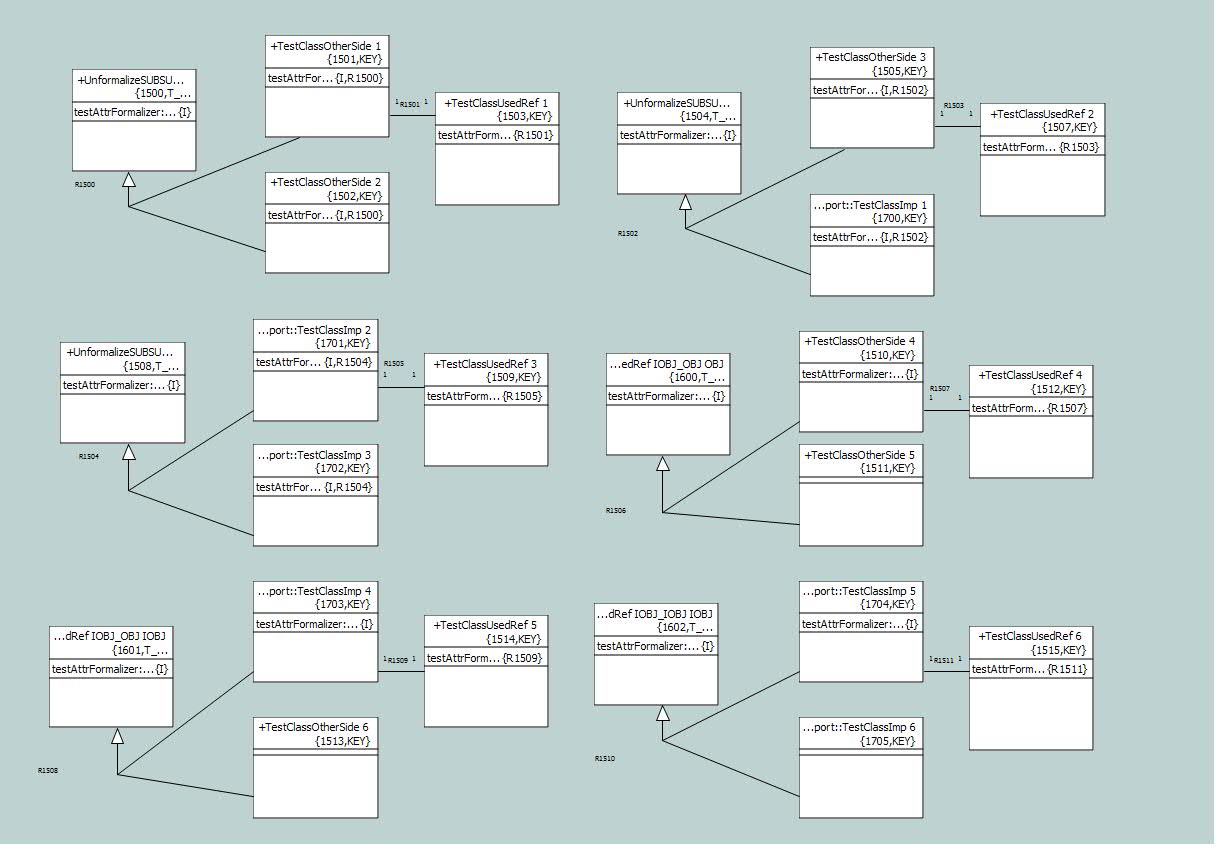 +UnformalizeSUBSU...
{1500,T_...
testAttrFormalizer:... {I}
R1500
+TestClassOtherSide 1
{1501,KEY}
testAttrFor... {I,R1500}
1 R1501 1
+TestClassUsedRef 1
{1503,KEY}
testAttrForm... {R1501}
+TestClassOtherSide 2
{1502,KEY}
testAttrFor... {I,R1500}
+UnformalizeSUBSU...
{1504,T_...
testAttrFormalizer:...{I}
R1502
+TestClassOtherSide 3
{1505,KEY}
testAttrFor... {I,R1502}
R1503
1 1
+TestClassUsedRef 2
{1507,KEY}
testAttrForm... {R1503}
...port::TestClassImp 1
{1700,KEY}
testAttrFor... {I,R1502}
+UnformalizeSUBSU...
{1508,T_...
testAttrFormalizer:...{I}
R1504
...port::TestClassImp 2
{1701,KEY}
testAttrFor... {I,R1504}
R1505
1 1
+TestClassUsedRef 3
{1509,KEY}
testAttrForm... {R1505}
...port::TestClassImp 3
{1702,KEY}
testAttrFor... {I,R1504}
...edRef IOBJ_OBJ OBJ
{1600,T_...
testAttrFormalizer:...{I}
R1506
+TestClassOtherSide 4
{1510,KEY}
testAttrFormalizer:...{I}
R1507
1 1
+TestClassUsedRef 4
{1512,KEY}
testAttrForm... {R1507}
+TestClassOtherSide 5
{1511,KEY}
...dRef IOBJ_OBJ IOBJ
{1601,T_...
testAttrFormalizer:...{I}
R1508
...port::TestClassImp 4
{1703,KEY}
testAttrFormalizer:...{I}
1 R1509 1
+TestClassUsedRef 5
{1514,KEY}
testAttrForm... {R1509}
+TestClassOtherSide 6
{1513,KEY}
...dRef IOBJ_IOBJ IOBJ
{1602,T_...
testAttrFormalizer:...{I}
R1510
...port::TestClassImp 5
{1704,KEY}
testAttrFormalizer:...{I}
1 R1511 1
+TestClassUsedRef 6
{1515,KEY}
testAttrForm... {R1511}
...port::TestClassImp 6
{1705,KEY}